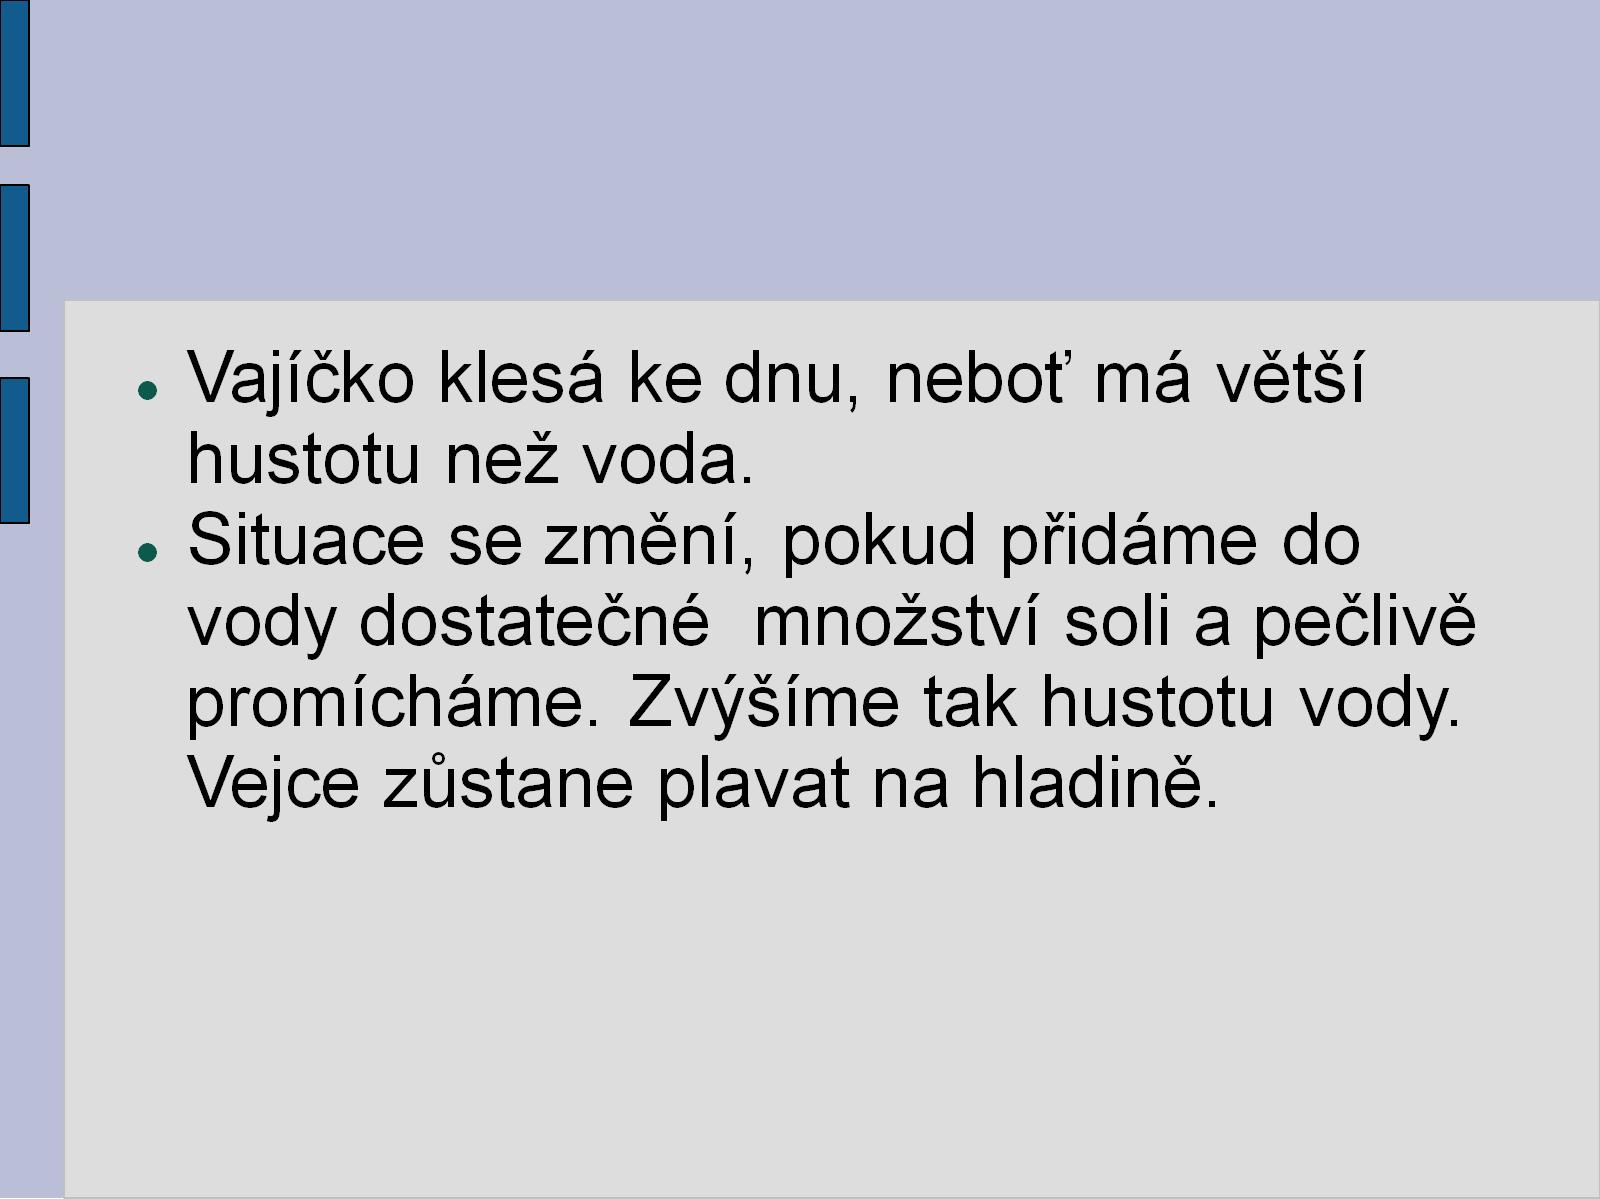 Vajíčko klesá ke dnu, neboť má větší
hustotu než voda.
Situace se změní, pokud přidáme do
vody dostatečné  množství soli a pečlivě
promícháme. Zvýšíme tak hustotu vody.
Vejce zůstane plavat na hladině.